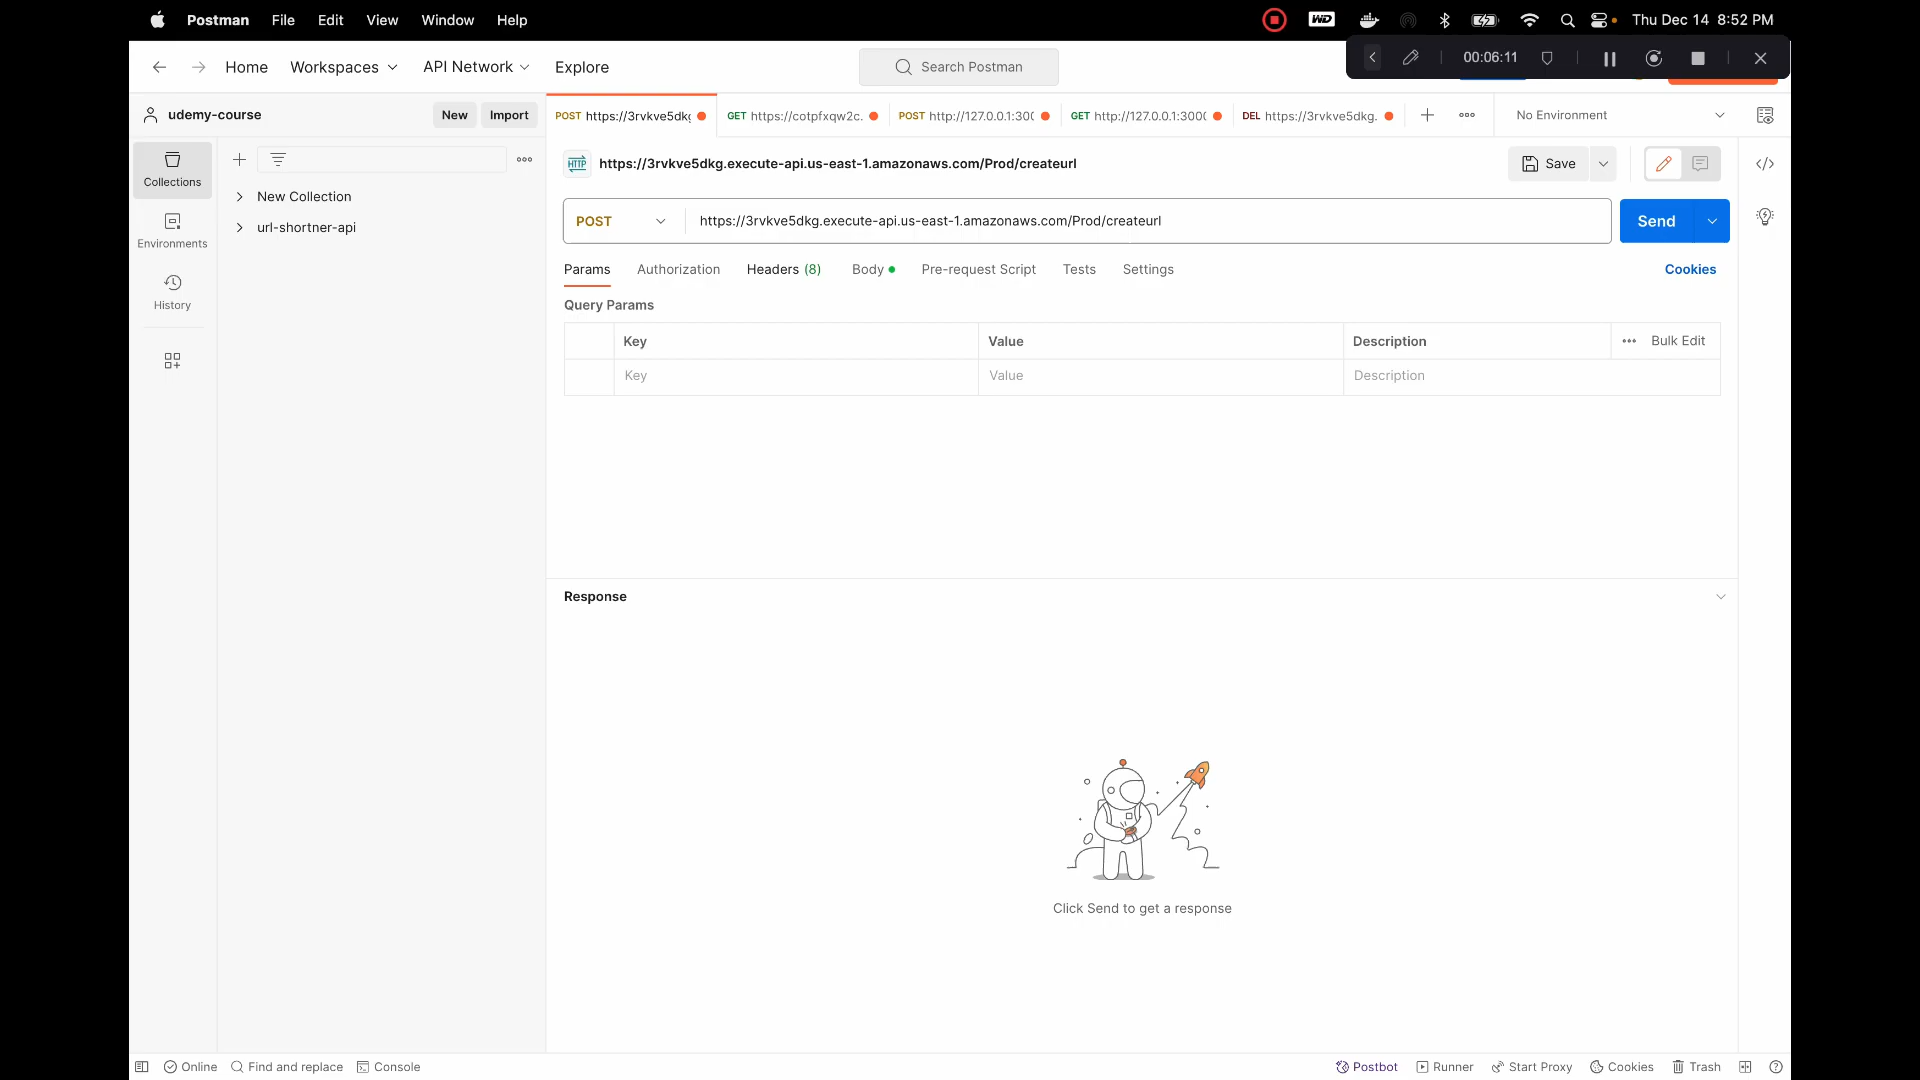 Postman File Edit View Window Help WD Thu Dec 14 8:52 PM
Home Workspaces API Network Explore Search Postman 00:06:11
udemy-course New Import POST https://3rvkve5dkg GET https://cotpfxqw2c. POST http://127.0.0.1:300 GET http://127.0.0.1:3000 DEL https://3rvkve5dkg. No Environment
Collections
HTTP https://3rvkve5dkg.execute-api.us-east-1.amazonaws.com/Prod/createurl Save
New Collection
url-shortner-api
POST https://3rvkve5dkg.execute-api.us-east-1.amazonaws.com/Prod/createurl Send
Environments
Params Authorization Headers (8) Body Pre-request Script Tests Settings Cookies
History
Query Params
Key Value Description Bulk Edit
Key Value Description
Response
Click Send to get a response
Online Find and replace Console Postbot Runner Start Proxy Cookies Trash